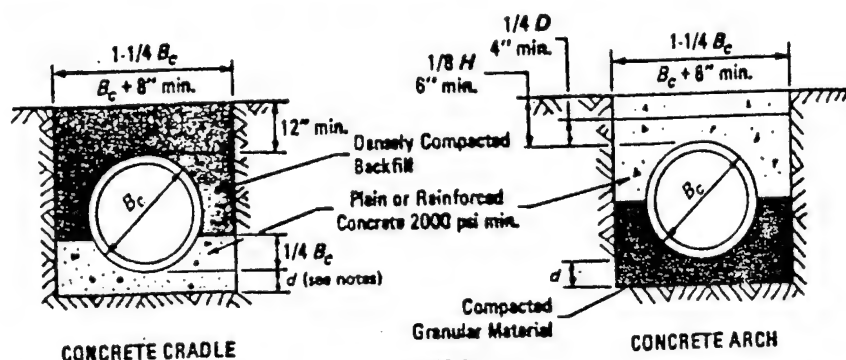 1-1/4 Bc
Bc + 8" min.
12" min.
Densely Compacted
Backfill
Bc
Plain or Reinforced
Concrete 2000 psi min.
1/4 Bc
d (see notes)
CONCRETE CRADLE
1/4 D
4" min.
1/8 H
6" min.
1-1/4 Bc
Bc + 8" min.
Bc
d
Compacted
Granular Material
CONCRETE ARCH